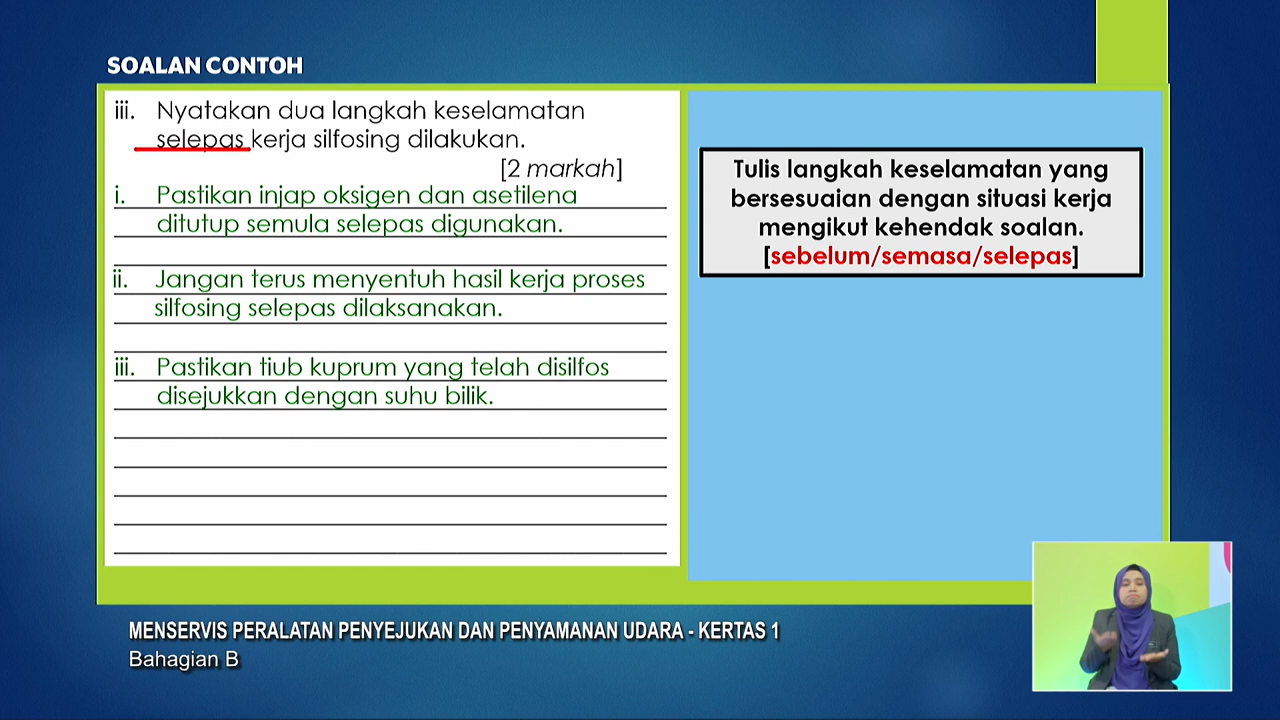 SOALAN CONTOH
iii. Nyatakan dua langkah keselamatan
selepas kerja silfosing dilakukan.
[2 markah]
i. Pastikan injap oksigen dan asetilena
ditutup semula selepas digunakan.
ii. Jangan terus menyentuh hasil kerja proses
silfosing selepas dilaksanakan.
iii. Pastikan tiub kuprum yang telah disilfos
disejukkan dengan suhu bilik.
Tulis langkah keselamatan yang
bersesuaian dengan situasi kerja
mengikut kehendak soalan.
[sebelum/semasa/selepas]
MENSERVIS PERALATAN PENYEJUKAN DAN PENYAMANAN UDARA - KERTAS 1
Bahagian B